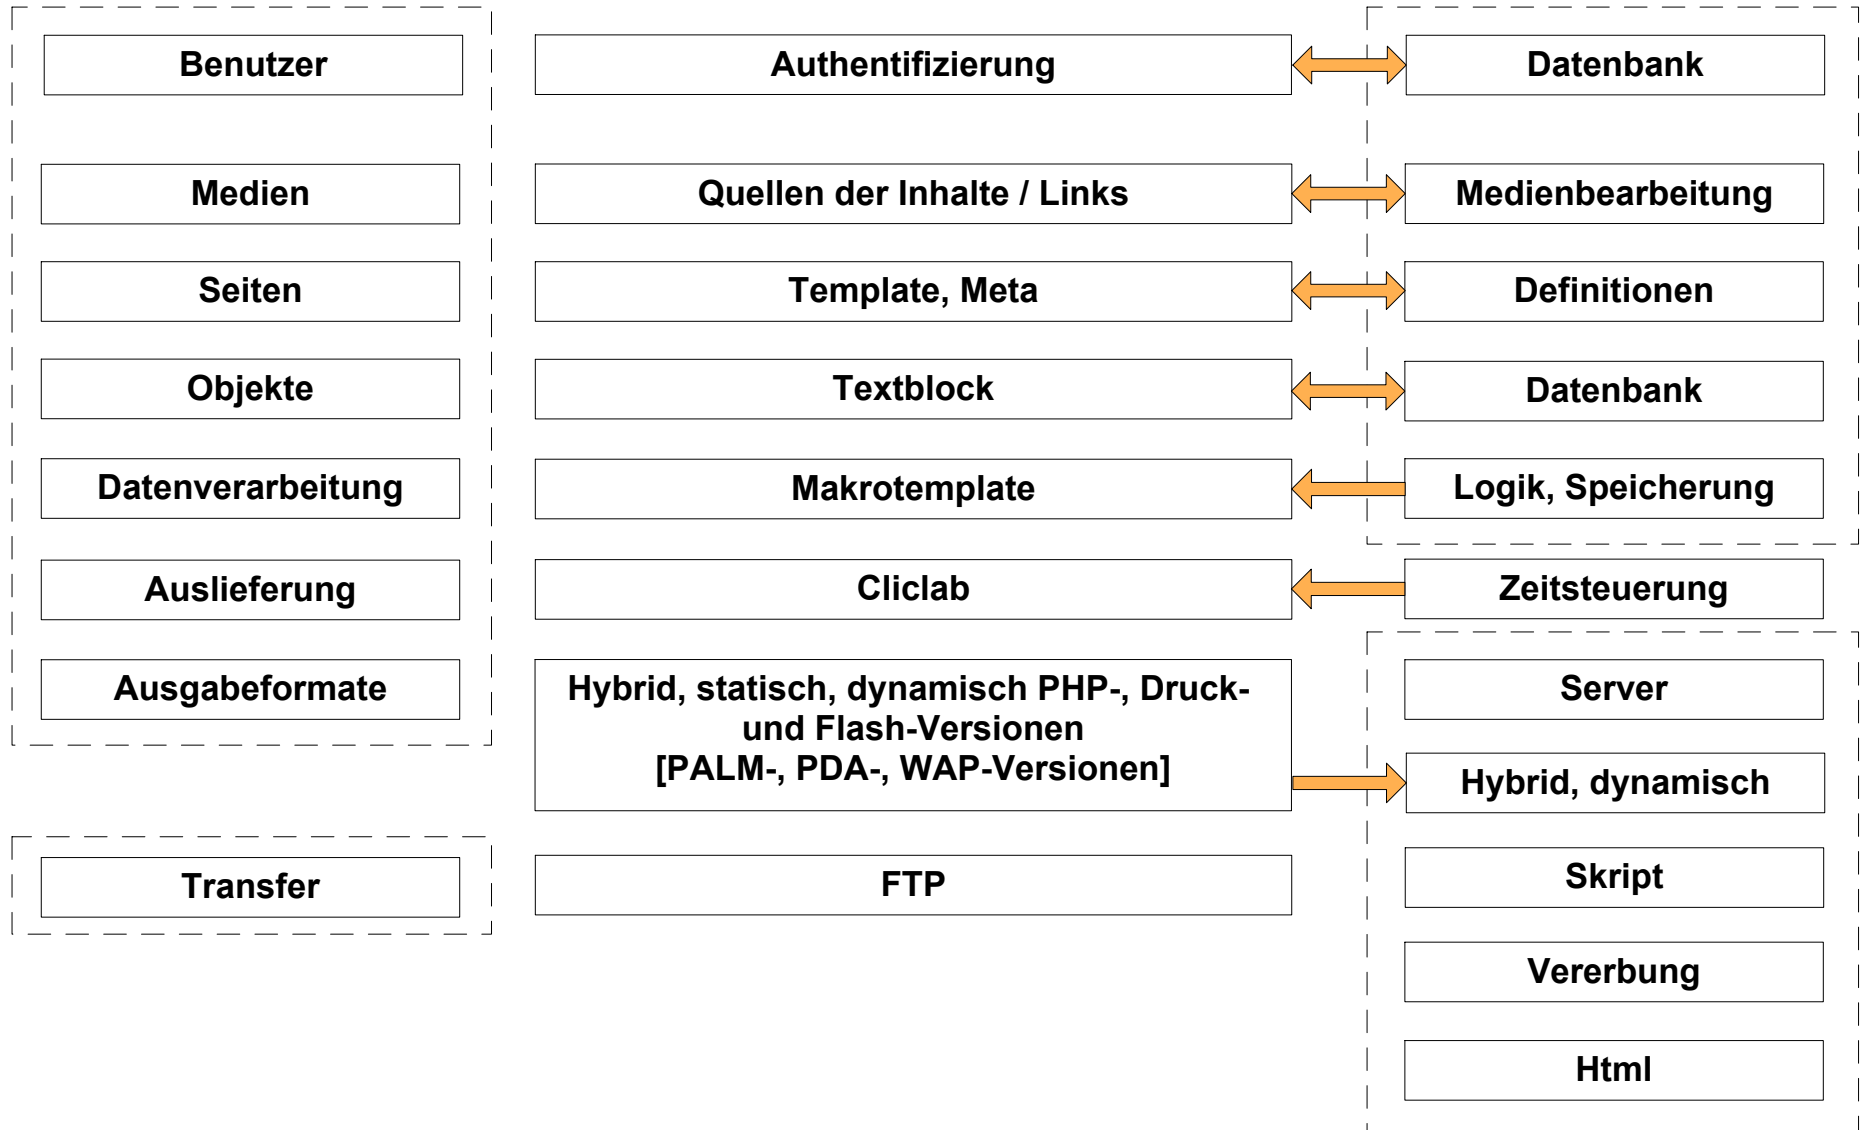 Benutzer
Authentifizierung
Datenbank
Medien
Quellen der Inhalte / Links
Medienbearbeitung
Seiten
Template, Meta
Definitionen
Objekte
Textblock
Datenbank
Datenverarbeitung
Makrotemplate
Logik, Speicherung
Auslieferung
Cliclab
Zeitsteuerung
Ausgabeformate
Hybrid, statisch, dynamisch PHP-, Druck-
und Flash-Versionen
[PALM-, PDA-, WAP-Versionen]
Server
Hybrid, dynamisch
Transfer
FTP
Skript
Vererbung
Html